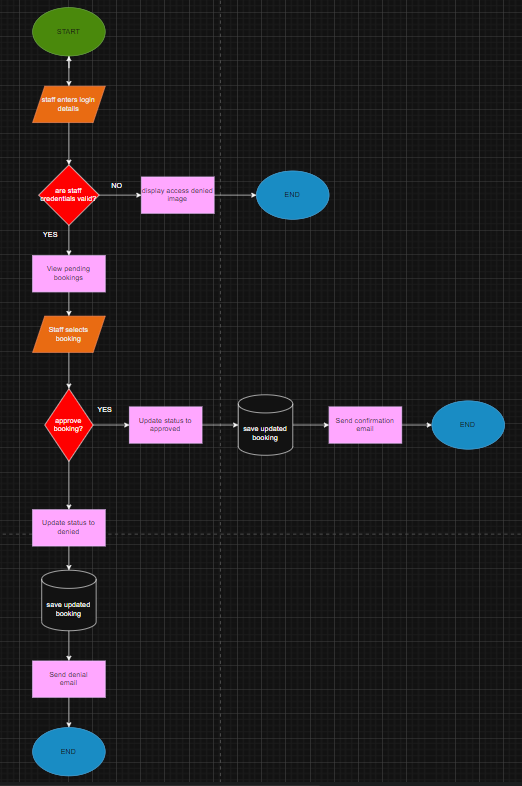 START
staff enters login
details
are staff
credentials valid?
NO
display access denied
image
END
YES
View pending
bookings
Staff selects
booking
approve
booking?
YES
Update status to
approved
save updated
booking
Send confirmation
email
END
Update status to
denied
save updated
booking
Send denial
email
END